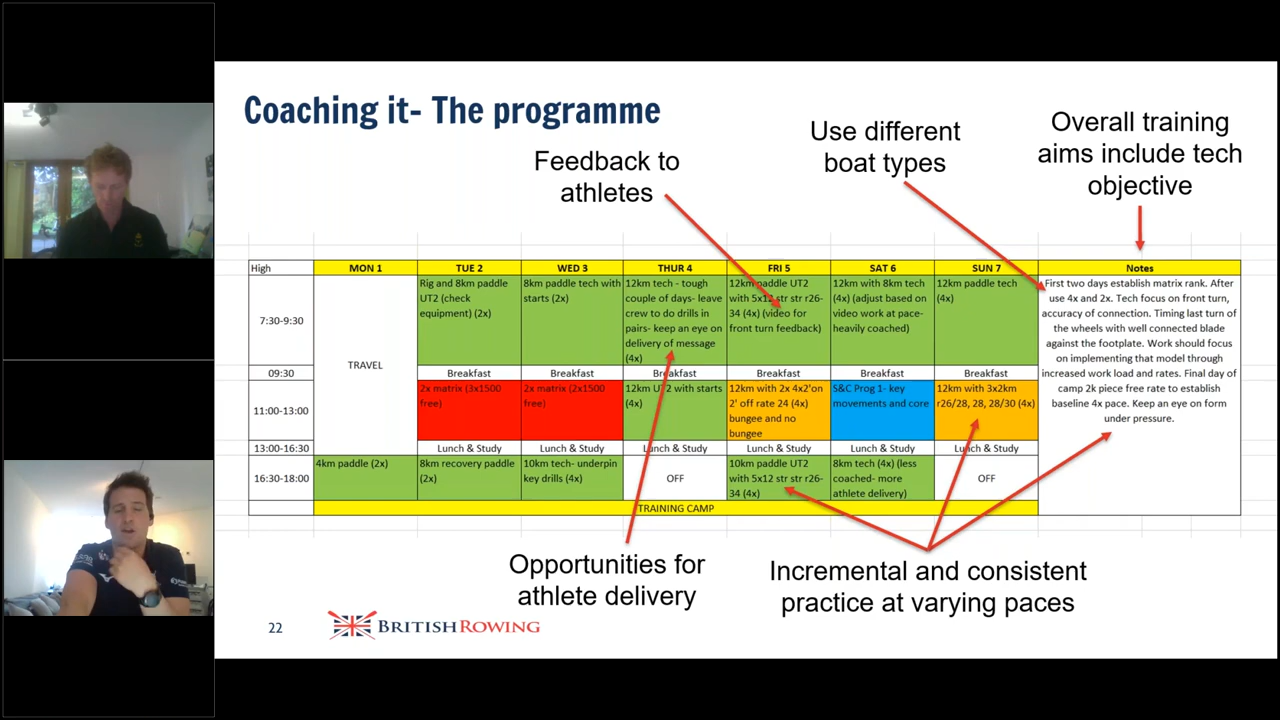 Coaching it- The programme
Feedback to
athletes
Use different
boat types
Overall training
aims include tech
objective
High
MON 1
TUE 2
WED 3
THUR 4
FRI 5
SAT 6
SUN 7
Notes
7:30-9:30
TRAVEL
Rig and 8km paddle
UT2 (check
equipment) (2x)
8km paddle tech with
starts (2x)
12km tech - tough
couple of days- leave
crew to do drills in
pairs- keep an eye on
delivery of message
(4x)
12km paddle UT2
with 5x12 str str r26-
34 (4x) (video for
front turn feedback)
12km with 8km tech
(4x) (adjust based on
video work at pace-
heavily coached)
12km paddle tech
(4x)
First two days establish matrix rank. After
use 4x and 2x. Tech focus on front turn,
accuracy of connection. Timing last turn of
the wheels with well connected blade
against the footplate. Work should focus
on implementing that model through
increased work load and rates. Final day of
camp 2k piece free rate to establish
baseline 4x pace. Keep an eye on form
under pressure.
09:30
Breakfast
Breakfast
Breakfast
Breakfast
Breakfast
Breakfast
11:00-13:00
2x matrix (3x1500
free)
2x matrix (2x1500
free)
12km UT2 with starts
(4x)
12km with 2x 4x2'on
2' off rate 24 (4x)
bungee and no
bungee
S&C Prog 1- key
movements and core
12km with 3x2km
r26/28, 28, 28/30 (4x)
13:00-16:30
Lunch & Study
Lunch & Study
Lunch & Study
Lunch & Study
Lunch & Study
Lunch & Study
16:30-18:00
4km paddle (2x)
8km recovery paddle
(2x)
10km tech- underpin
key drills (4x)
OFF
10km paddle UT2
with 5x12 str str r26-
34 (4x)
8km tech (4x) (less
coached- more
athlete delivery)
OFF
TRAINING CAMP
Opportunities for
athlete delivery
Incremental and consistent
practice at varying paces
22
BRITISH ROWING